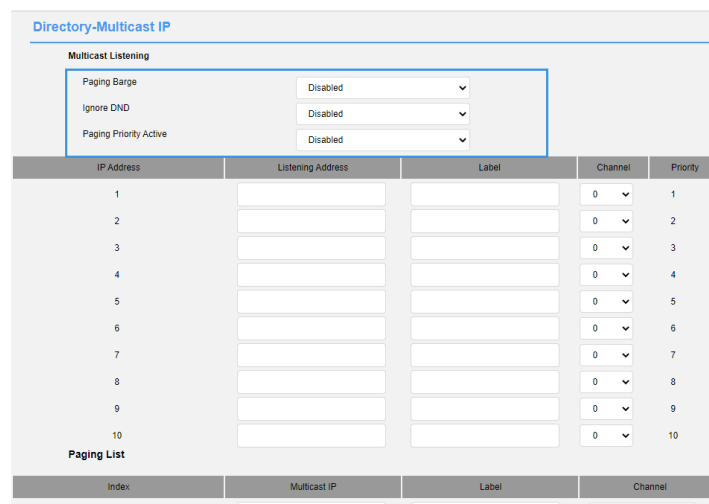 Directory-Multicast IP
Multicast Listening
Paging Barge Disabled
Ignore DND Disabled
Paging Priority Active Disabled
IP Address Listening Address Label Channel Priority
1 0 1
2 0 2
3 0 3
4 0 4
5 0 5
6 0 6
7 0 7
8 0 8
9 0 9
10 0 10
Paging List
Index Multicast IP Label Channel